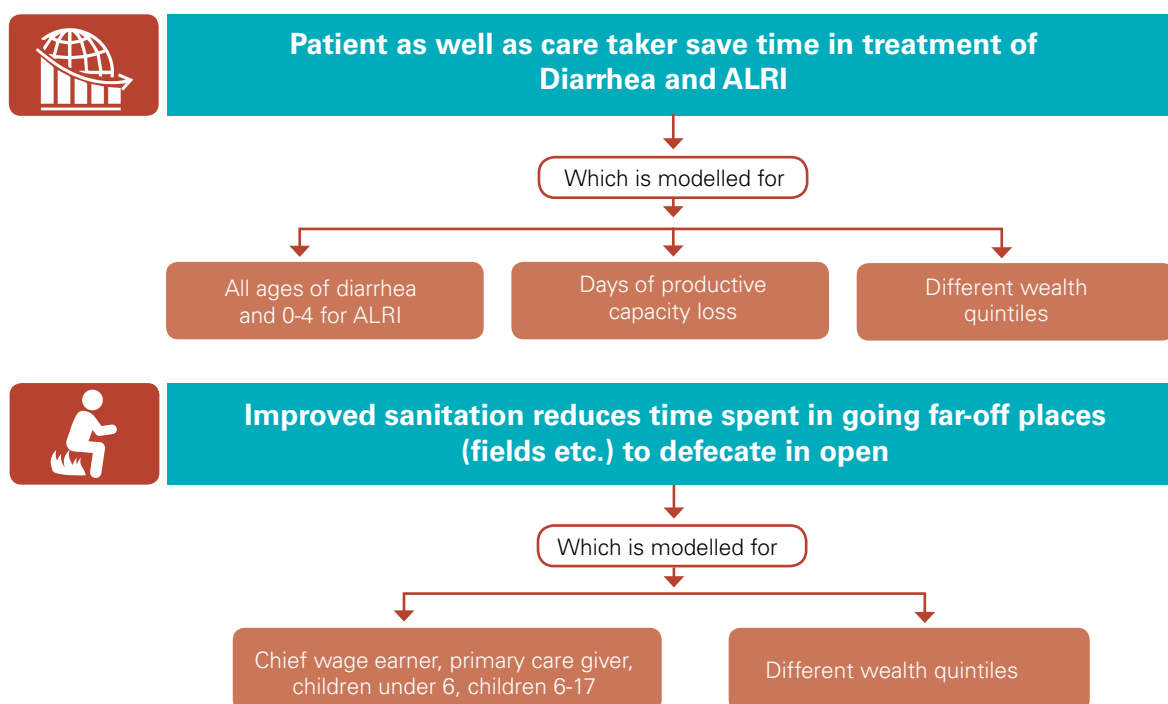 Patient as well as care taker save time in treatment of
Diarrhea and ALRI
Which is modelled for
All ages of diarrhea
and 0-4 for ALRI
Days of productive
capacity loss
Different wealth
quintiles
Improved sanitation reduces time spent in going far-off places
(fields etc.) to defecate in open
Which is modelled for
Chief wage earner, primary care giver,
children under 6, children 6-17
Different wealth quintiles